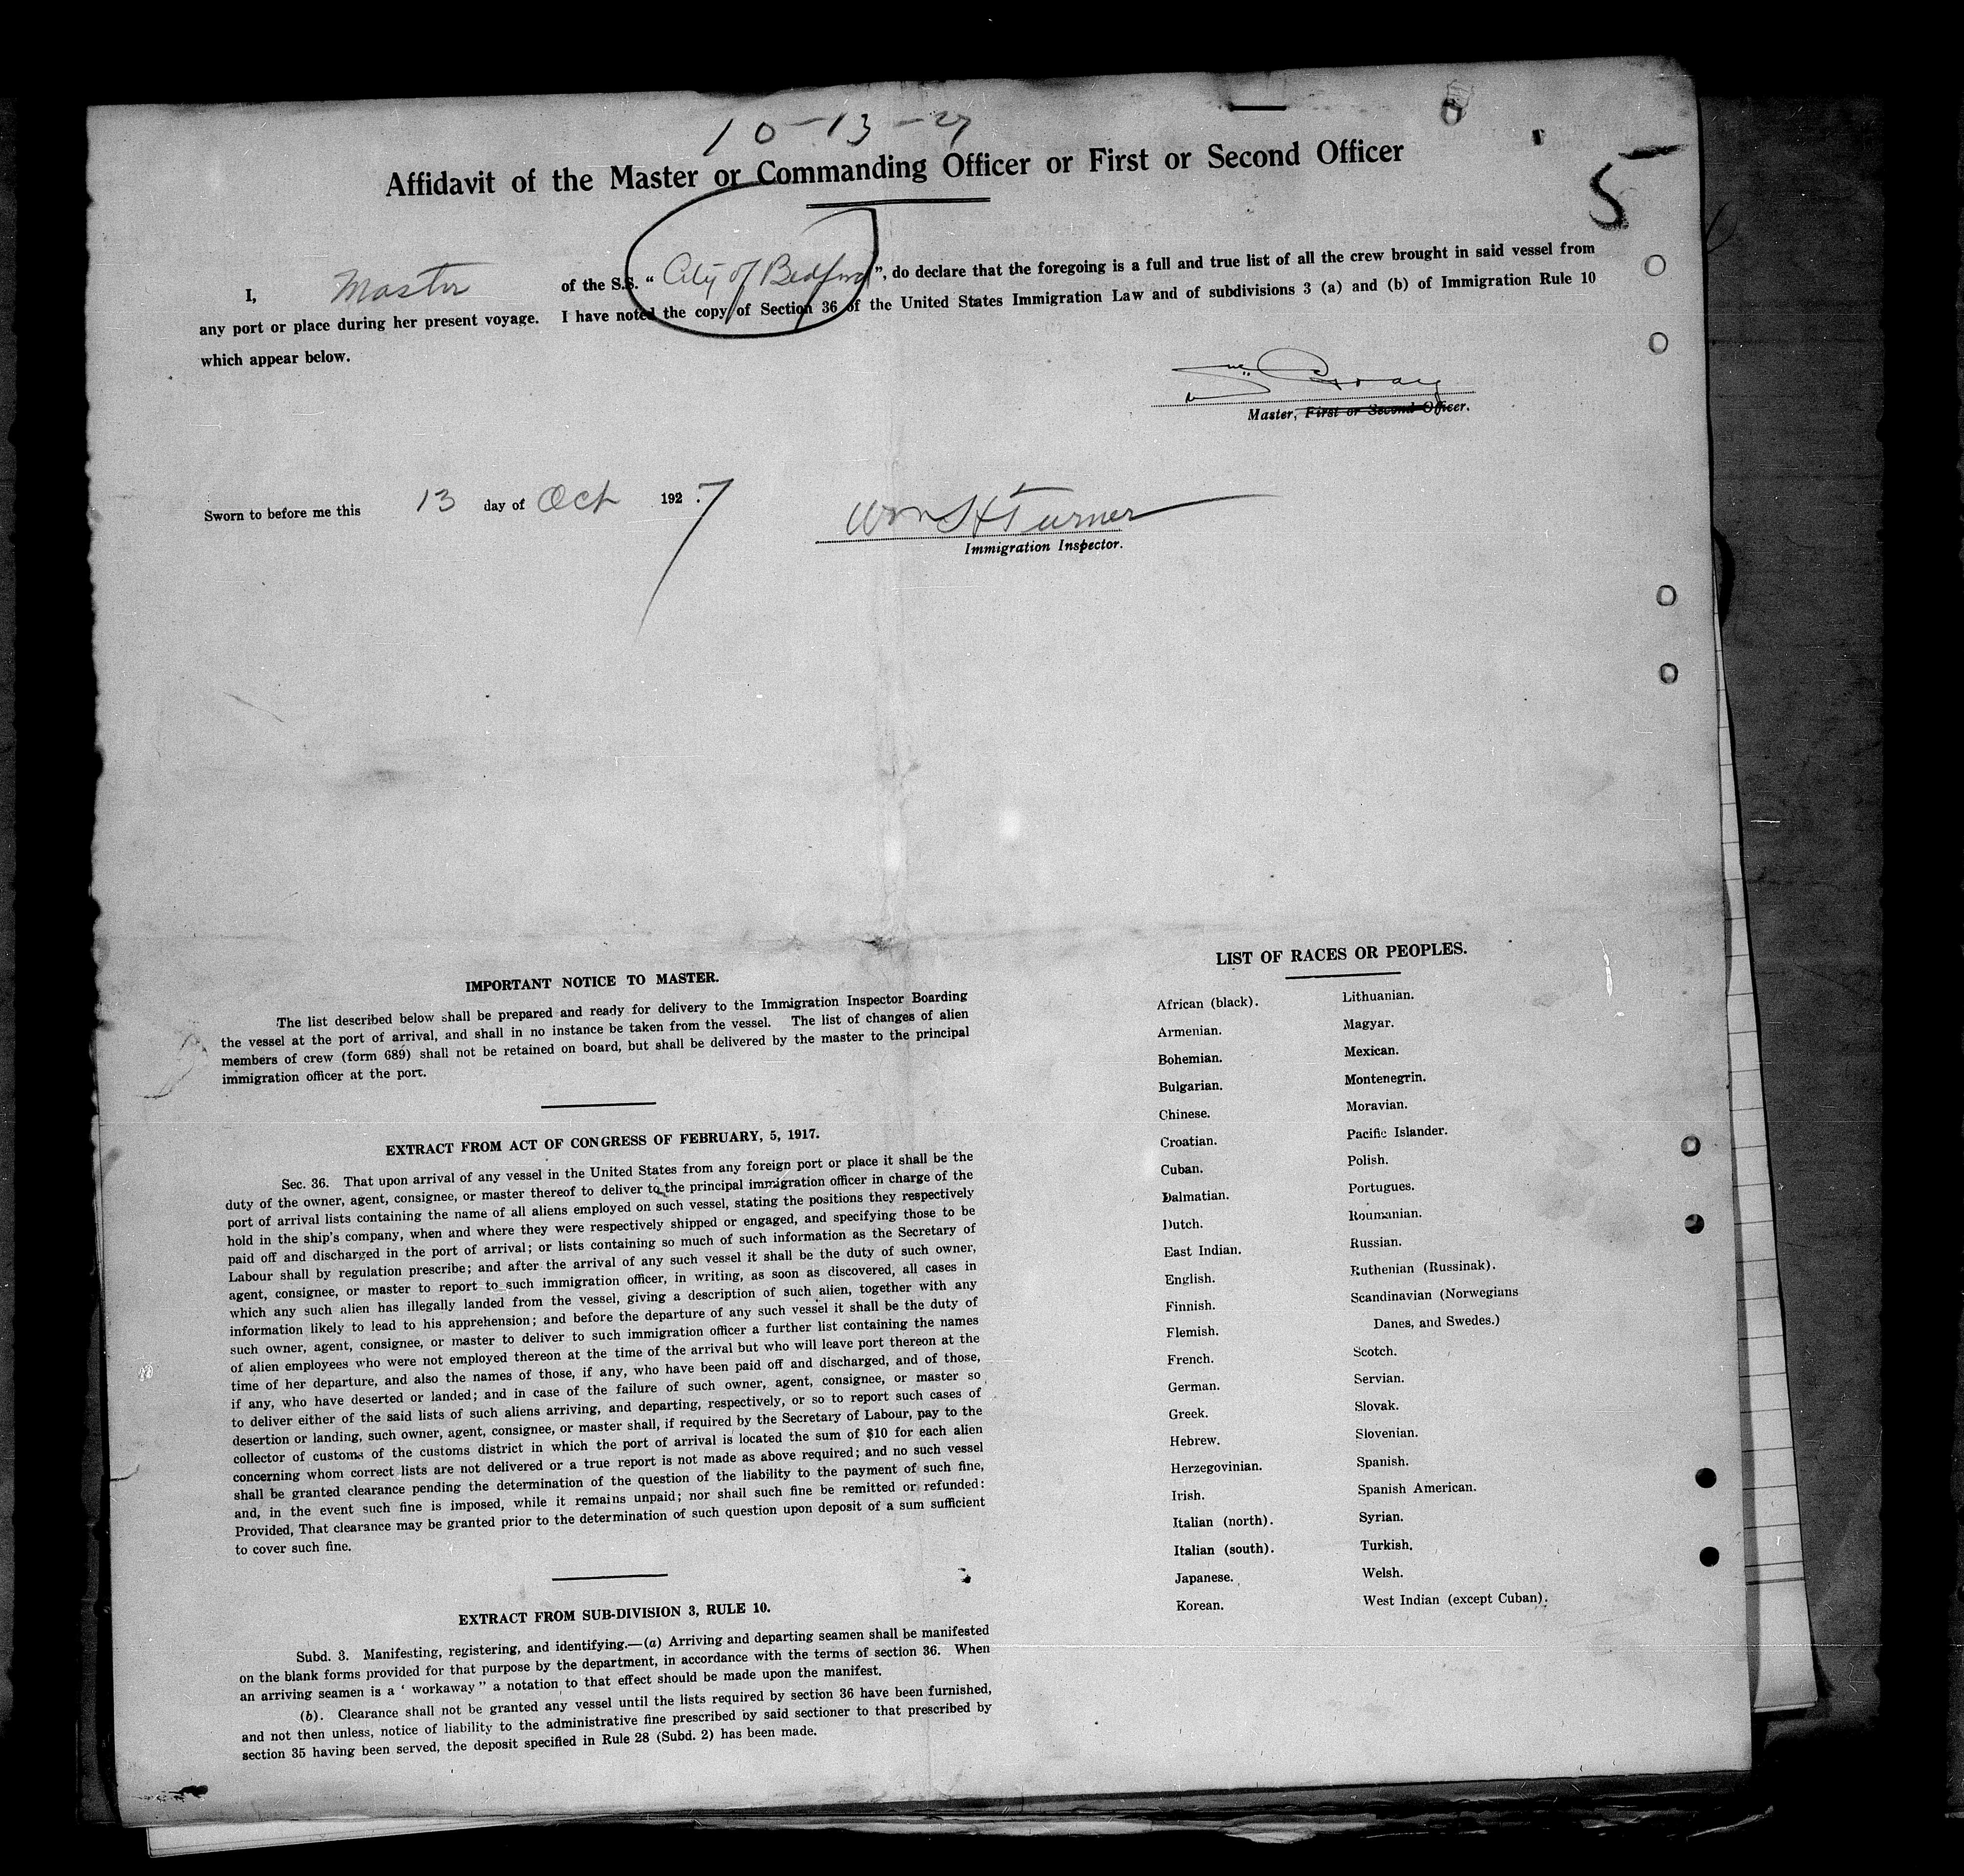 10-13-27
Affidavit of the Master or Commanding Officer or First or Second Officer
5
I, Master of the S.S. “ City of Bedford ”, do declare that the foregoing is a full and true list of all the crew brought in said vessel from
any port or place during her present voyage. I have noted the copy of Section 36 of the United States Immigration Law and of subdivisions 3 (a) and (b) of Immigration Rule 10
which appear below.
Master, First or Second Officer.
Sworn to before me this 13 day of Oct 192 7
Wm H Turner
Immigration Inspector.
IMPORTANT NOTICE TO MASTER.
The list described below shall be prepared and ready for delivery to the Immigration Inspector Boarding
the vessel at the port of arrival, and shall in no instance be taken from the vessel. The list of changes of alien
members of crew (form 689) shall not be retained on board, but shall be delivered by the master to the principal
immigration officer at the port.
EXTRACT FROM ACT OF CONGRESS OF FEBRUARY, 5, 1917.
Sec. 36. That upon arrival of any vessel in the United States from any foreign port or place it shall be the
duty of the owner, agent, consignee, or master thereof to deliver to the principal immigration officer in charge of the
port of arrival lists containing the name of all aliens employed on such vessel, stating the positions they respectively
hold in the ship's company, when and where they were respectively shipped or engaged, and specifying those to be
paid off and discharged in the port of arrival; or lists containing so much of such information as the Secretary of
Labour shall by regulation prescribe; and after the arrival of any such vessel it shall be the duty of such owner,
agent, consignee, or master to report to such immigration officer, in writing, as soon as discovered, all cases in
which any such alien has illegally landed from the vessel, giving a description of such alien, together with any
information likely to lead to his apprehension; and before the departure of any such vessel it shall be the duty of
such owner, agent, consignee, or master to deliver to such immigration officer a further list containing the names
of alien employees who were not employed thereon at the time of the arrival but who will leave port thereon at the
time of her departure, and also the names of those, if any, who have been paid off and discharged, and of those,
if any, who have deserted or landed; and in case of the failure of such owner, agent, consignee, or master so
to deliver either of the said lists of such aliens arriving, and departing, respectively, or so to report such cases of
desertion or landing, such owner, agent, consignee, or master shall, if required by the Secretary of Labour, pay to the
collector of customs of the customs district in which the port of arrival is located the sum of $10 for each alien
concerning whom correct lists are not delivered or a true report is not made as above required; and no such vessel
shall be granted clearance pending the determination of the question of the liability to the payment of such fine,
and, in the event such fine is imposed, while it remains unpaid; nor shall such fine be remitted or refunded:
Provided, That clearance may be granted prior to the determination of such question upon deposit of a sum sufficient
to cover such fine.
EXTRACT FROM SUB-DIVISION 3, RULE 10.
Subd. 3. Manifesting, registering, and identifying.—(a) Arriving and departing seamen shall be manifested
on the blank forms provided for that purpose by the department, in accordance with the terms of section 36. When
an arriving seamen is a ‘ workaway” a notation to that effect should be made upon the manifest.
(b). Clearance shall not be granted any vessel until the lists required by section 36 have been furnished,
and not then unless, notice of liability to the administrative fine prescribed by said sectioner to that prescribed by
section 35 having been served, the deposit specified in Rule 28 (Subd. 2) has been made.
LIST OF RACES OR PEOPLES.
African (black).
Armenian.
Bohemian.
Bulgarian.
Chinese.
Croatian.
Cuban.
Dalmatian.
Dutch.
East Indian.
English.
Finnish.
Flemish.
French.
German.
Greek.
Hebrew.
Herzegovinian.
Irish.
Italian (north).
Italian (south).
Japanese.
Korean.
Lithuanian.
Magyar.
Mexican.
Montenegrin.
Moravian.
Pacific Islander.
Polish.
Portugues.
Roumanian.
Russian.
Ruthenian (Russinak).
Scandinavian (Norwegians
Danes, and Swedes.)
Scotch.
Servian.
Slovak.
Slovenian.
Spanish.
Spanish American.
Syrian.
Turkish.
Welsh.
West Indian (except Cuban).